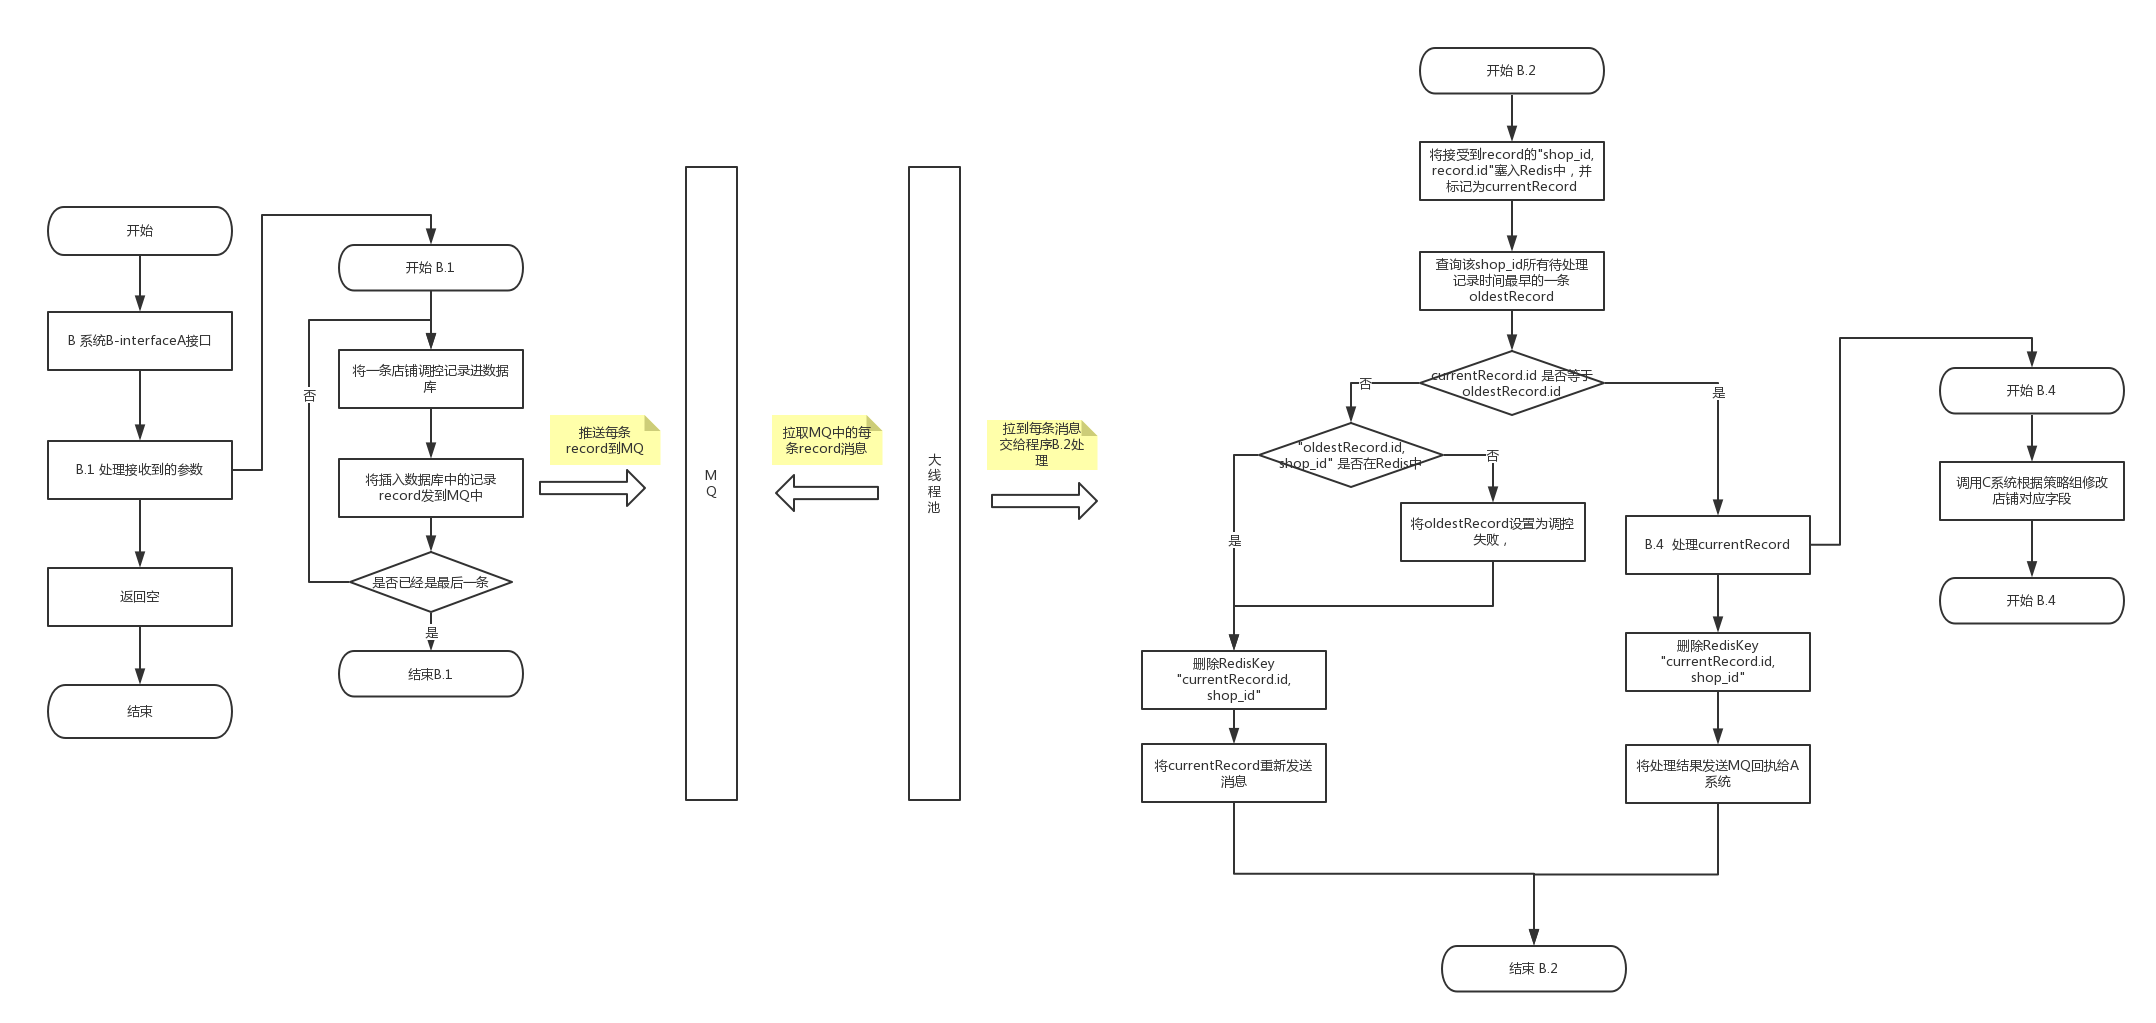 开始
B 系统B-interfaceA接口
B.1 处理接收到的参数
返回空
结束
开始 B.1
将一条店铺调控记录进数据
库
将插入数据库中的记录
record发到MQ中
是否已经是最后一条
否
是
结束B.1
推送每条
record到MQ
M
Q
拉取MQ中的每
条record消息
大
线
程
池
拉到每条消息
交给程序B.2处
理
开始 B.2
将接受到record的"shop_id,
record.id"塞入Redis中，并
标记为currentRecord
查询该shop_id所有待处理
记录时间最早的一条
oldestRecord
currentRecord.id 是否等于
oldestRecord.id
否
是
"oldestRecord.id,
shop_id" 是否在Redis中
否
是
将oldestRecord设置为调控
失败，
删除RedisKey
"currentRecord.id,
shop_id"
将currentRecord重新发送
消息
B.4  处理currentRecord
删除RedisKey
"currentRecord.id,
shop_id"
将处理结果发送MQ回执给A
系统
结束 B.2
开始 B.4
调用C系统根据策略组修改
店铺对应字段
开始 B.4